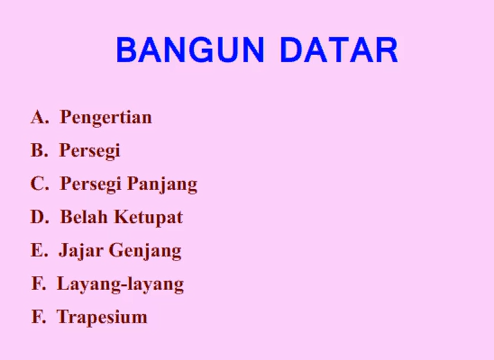 BANGUN DATAR
A. Pengertian
B. Persegi
C. Persegi Panjang
D. Belah Ketupat
E. Jajar Genjang
F. Layang-layang
F. Trapesium